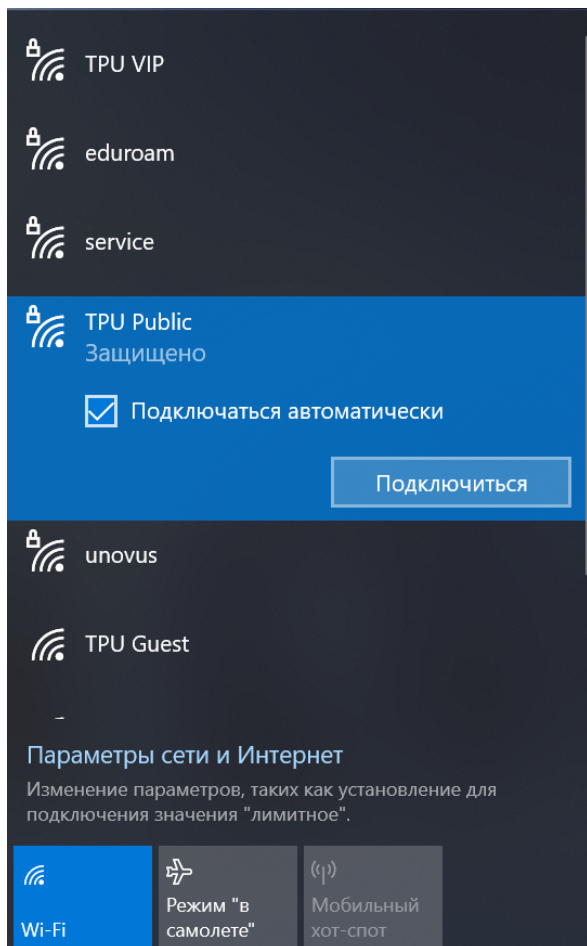 TPU VIP
eduroam
service
TPU Public
Защищено
Подключаться автоматически
Подключиться
unovus
TPU Guest
Параметры сети и Интернет
Изменение параметров, таких как установление для
подключения значения "лимитное".
Wi-Fi
Режим "в
самолете"
Мобильный
хот-спот